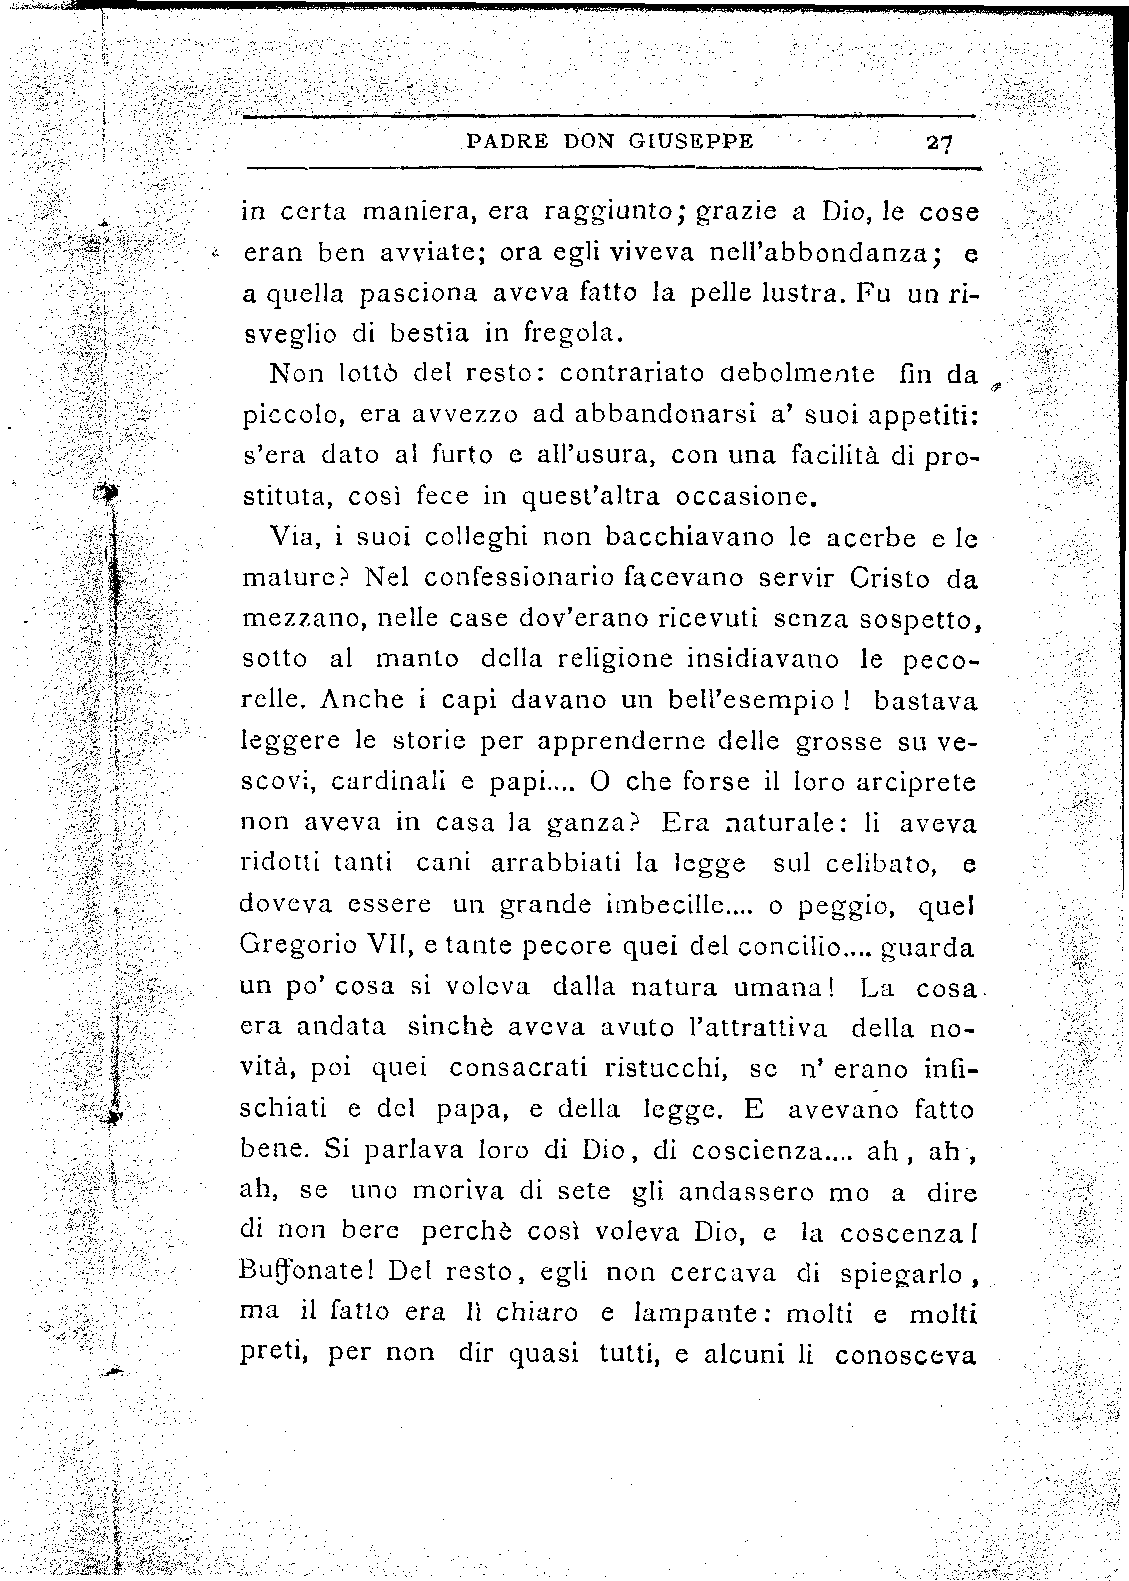 PADRE DON GIUSEPPE 27
in certa maniera, era raggiunto; grazie a Dio, le cose
eran ben avviate; ora egli viveva nell'abbondanza; e
a quella pasciona aveva fatto la pelle lustra. Fu un ri-
sveglio di bestia in fregola.
Non lottò del resto: contrariato debolmente fin da
piccolo, era avvezzo ad abbandonarsi a' suoi appetiti:
s'era dato al furto e all'usura, con una facilità di pro-
stituta, così fece in quest'altra occasione.
Via, i suoi colleghi non bacchiavano le acerbe e le
mature? Nel confessionario facevano servir Cristo da
mezzano, nelle case dov'erano ricevuti senza sospetto,
sotto al manto della religione insidiavano le peco-
relle. Anche i capi davano un bell'esempio! bastava
leggere le storie per apprenderne delle grosse su ve-
scovi, cardinali e papi.... O che forse il loro arciprete
non aveva in casa la ganza? Era naturale: li aveva
ridotti tanti cani arrabbiati la legge sul celibato, e
doveva essere un grande imbecille.... o peggio, quel
Gregorio VII, e tante pecore quei del concilio.... guarda
un po' cosa si voleva dalla natura umana! La cosa
era andata sinchè aveva avuto l'attrattiva della no-
vità, poi quei consacrati ristucchi, se n' erano infi-
schiati e del papa, e della legge. E avevano fatto
bene. Si parlava loro di Dio, di coscienza.... ah, ah,
ah, se uno moriva di sete gli andassero mo a dire
di non bere perchè così voleva Dio, e la coscenza!
Buffonate! Del resto, egli non cercava di spiegarlo,
ma il fatto era lì chiaro e lampante: molti e molti
preti, per non dir quasi tutti, e alcuni li conosceva